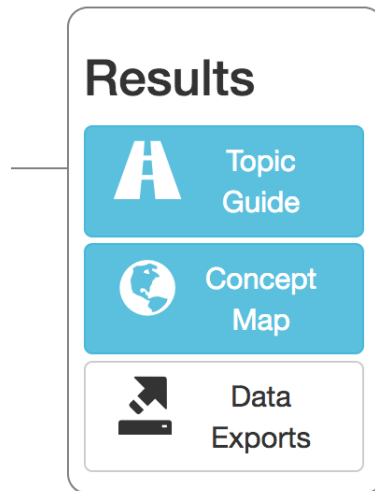 Results
Topic
Guide
Concept
Map
Data
Exports